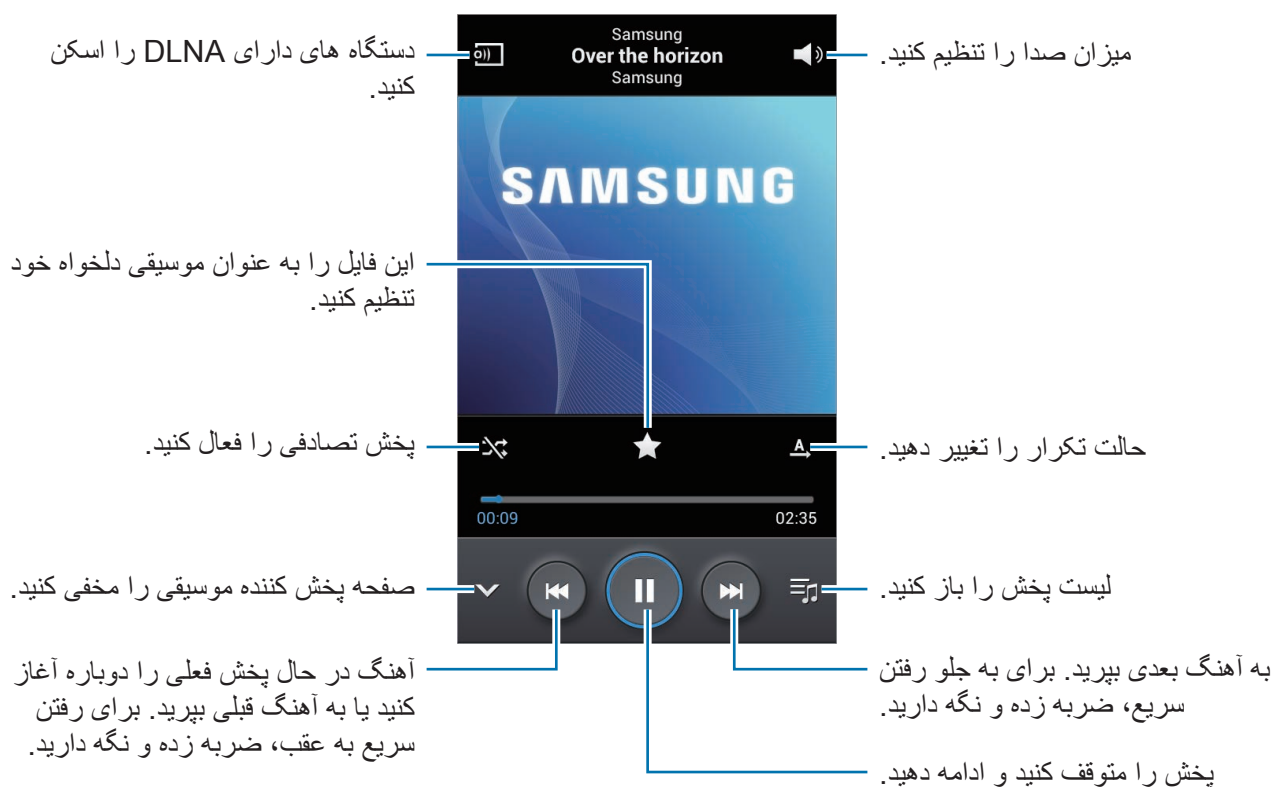 Samsung
Over the horizon
Samsung
میزان صدا را تنظیم کنید.
دستگاه های دارای DLNA را اسکن
کنید.
SAMSUNG
این فایل را به عنوان موسیقی دلخواه خود
تنظیم کنید.
حالت تکرار را تغییر دهید.
A
پخش تصادفی را فعال کنید.
00:09
02:35
لیست پخش را باز کنید.
صفحه پخش کننده موسیقی را مخفی کنید.
به آهنگ بعدی بپرید. برای به جلو رفتن
سریع، ضربه زده و نگه دارید.
آهنگ در حال پخش فعلی را دوباره آغاز
کنید یا به آهنگ قبلی بپرید. برای رفتن
سریع به عقب، ضربه زده و نگه دارید.
پخش را متوقف کنید و ادامه دهید.